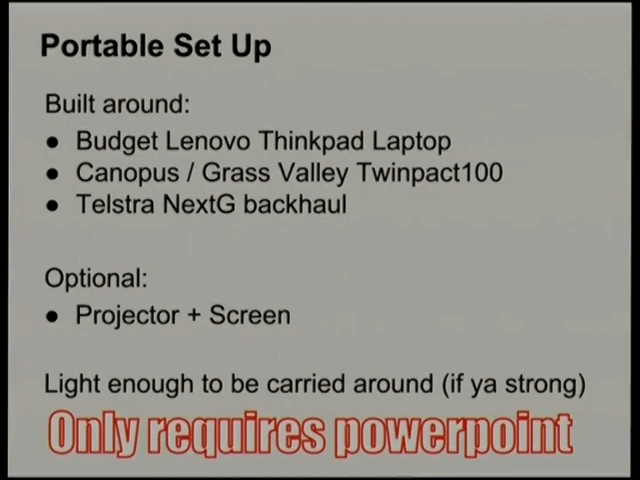 Portable Set Up
Built around:
● Budget Lenovo Thinkpad Laptop
● Canopus / Grass Valley Twinpact100
● Telstra NextG backhaul
Optional:
● Projector + Screen
Light enough to be carried around (if ya strong)
Only requires powerpoint